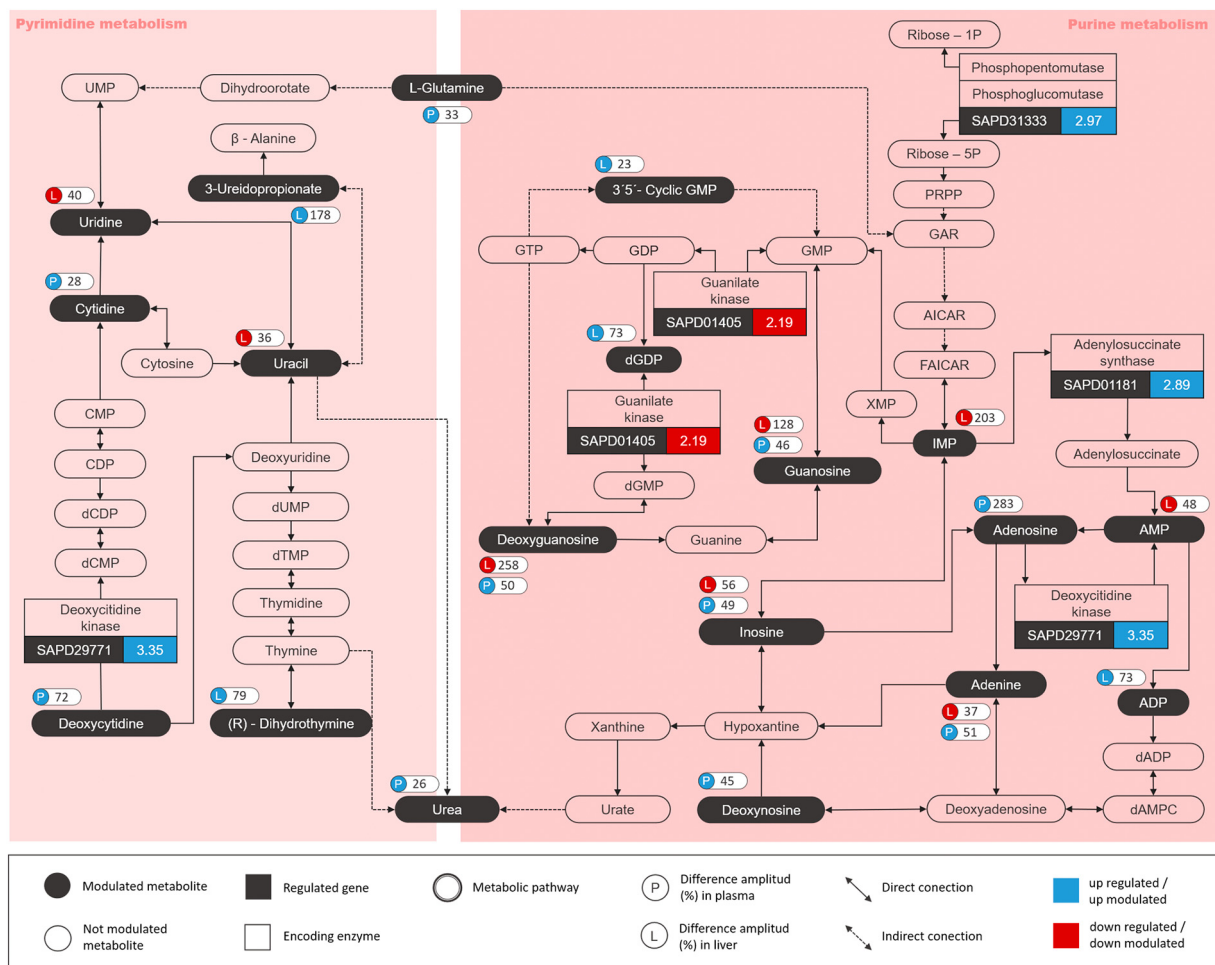 Pyrimidine metabolism
Purine metabolism
Ribose – 1P
Phosphopentomutase
Phosphoglucomutase
SAPD31333 2.97
UMP
Dihydroorotate
L-Glutamine
P 33
β - Alanine
Ribose – 5P
L 23
3-Ureidopropionate
3´5´- Cyclic GMP
PRPP
L 40
L 178
Uridine
GAR
GTP
GDP
GMP
P 28
Guanilate
kinase
SAPD01405 2.19
Cytidine
AICAR
L 36
L 73
Cytosine
Uracil
dGDP
FAICAR
Adenylosuccinate
synthase
SAPD01181 2.89
Guanilate
kinase
SAPD01405 2.19
XMP
L 203
CMP
L 128
P 46
IMP
CDP
Deoxyuridine
Guanosine
Adenylosuccinate
dGMP
dCDP
dUMP
P 283
L 48
Deoxyguanosine
Guanine
Adenosine
AMP
dCMP
dTMP
L 258
P 50
L 56
P 49
Deoxycitidine
kinase
SAPD29771 3.35
Thymidine
Deoxycitidine
kinase
SAPD29771 3.35
Inosine
Thymine
P 72
L 79
Adenine
L 73
L 37
P 51
ADP
Deoxycytidine
(R) - Dihydrothymine
Xanthine
Hypoxantine
dADP
P 26
P 45
Urea
Urate
Deoxynosine
Deoxyadenosine
dAMPC
Modulated metabolite
Regulated gene
Metabolic pathway
P Difference amplitud
(%) in plasma
Direct conection
up regulated /
up modulated
Not modulated
metabolite
Encoding enzyme
L Difference amplitud
(%) in liver
Indirect conection
down regulated /
down modulated